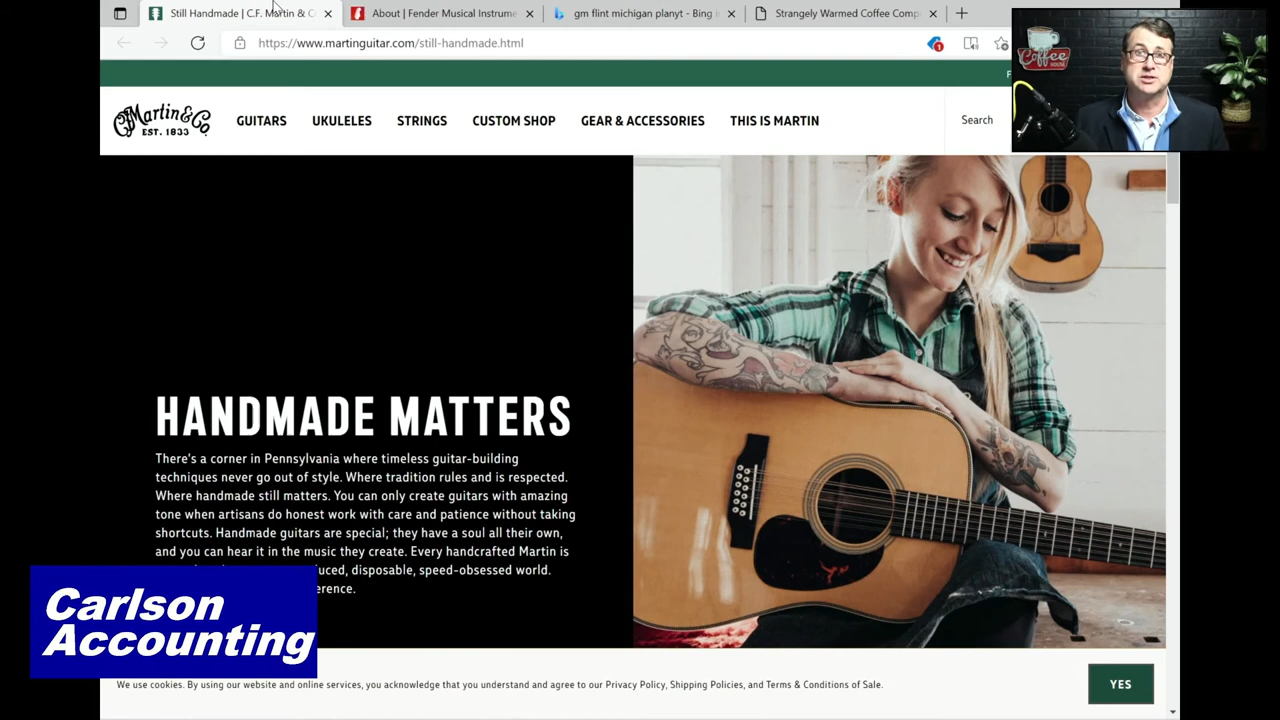 Still Handmade | C.F. Martin & C
About | Fender Musical Instrume
gm flint michigan planyt - Bing i
Strangely Warmed Coffee Comp
https://www.martinguitar.com/still-handmade.html
1
Coffee
HOUSE
F
Martin & Co.
EST. 1833
GUITARS
UKULELES
STRINGS
CUSTOM SHOP
GEAR & ACCESSORIES
THIS IS MARTIN
Search
HANDMADE MATTERS
There's a corner in Pennsylvania where timeless guitar-building
techniques never go out of style. Where tradition rules and is respected.
Where handmade still matters. You can only create guitars with amazing
tone when artisans do honest work with care and patience without taking
shortcuts. Handmade guitars are special; they have a soul all their own,
and you can hear it in the music they create. Every handcrafted Martin is
uced, disposable, speed-obsessed world.
erence.
Carlson
Accounting
We use cookies. By using our website and online services, you acknowledge that you understand and agree to our Privacy Policy, Shipping Policies, and Terms & Conditions of Sale.
YES